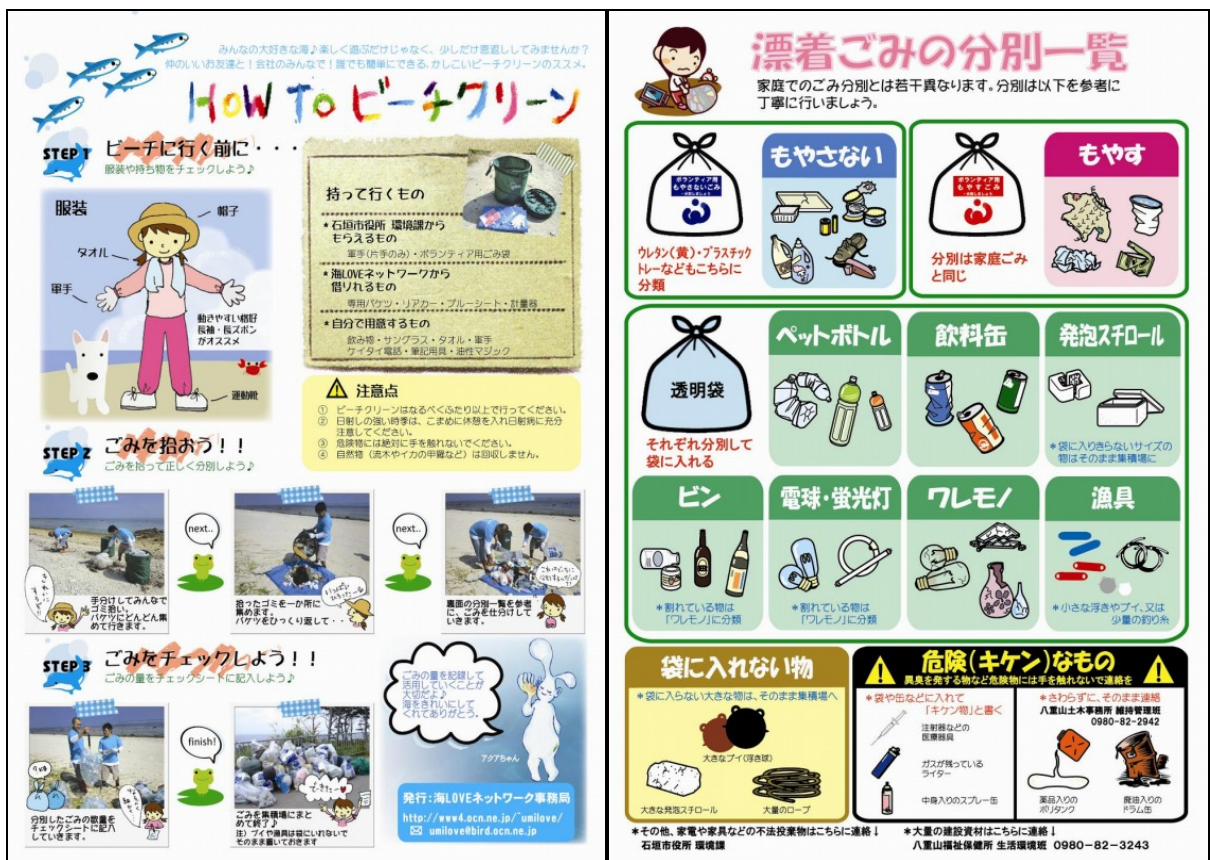 みんなの大好きな海♪楽しく遊ぶだけじゃなく、少しだけ恩返ししてみませんか？
仲のいいお友達と！会社のみんなで！誰でも簡単にできる、かしこいビーチクリーンのススメ。
HOW TO ビーチクリーン
STEP 1
ビーチに行く前に・・・
服装や持ち物をチェックしよう♪
服装
帽子
タオル
軍手
動きやすい格好
長袖・長ズボン
がオススメ
運動靴
持って行くもの
★石垣市役所 環境課から
もらえるもの
軍手(片手のみ)・ボランティア用ごみ袋
★海LOVEネットワークから
借りれるもの
専用バケツ・リアカー・ブルーシート・計量器
★自分で用意するもの
飲み物・サングラス・タオル・軍手
ケイタイ電話・筆記用具・油性マジック
注意点
① ビーチクリーンはなるべくふたり以上で行ってください。
② 日射しの強い時季は、こまめに休憩を入れ日射病に充分
注意してください。
③ 危険物には絶対に手を触れないでください。
④ 自然物（流木やイカの甲羅など）は回収しません。
STEP 2
ごみを拾おう！！
ごみを拾って正しく分別しよう♪
next..
next..
手分けしてみんなで
ゴミ拾い。
バケツにどんどん集
めて行きます。
拾ったゴミを一か所に
集めます。
バケツをひっくり返して・・
裏面の分別一覧を参考
に、ごみを仕分けして
いきます。
STEP 3
ごみをチェックしよう！！
ごみの量をチェックシートに記入しよう♪
finish!
できたー
分別したごみの数量を
チェックシートに記入
していきます。
ごみを集積場にまと
めて終了♪
注）ブイや漁具は袋にいれないで
そのまま置いておきます
ごみの量を記録して
活用していくことが
大切だよ♪
海をきれいにして
くれてありがとう。
アクアちゃん
発行：海LOVEネットワーク事務局
http://www4.ocn.ne.jp/~umilove/
umilove@bird.ocn.ne.jp
漂着ごみの分別一覧
家庭でのごみ分別とは若干異なります。分別は以下を参考に
丁寧に行いましょう。
ボランティア用
もやさないごみ
もやさない
ウレタン(黄)・プラスチック
トレーなどもこちらに
分類
ボランティア用
もやすごみ
もやす
分別は家庭ごみ
と同じ
透明袋
それぞれ分別して
袋に入れる
ペットボトル
飲料缶
発泡スチロール
＊袋に入りきらないサイズの
物はそのまま集積場に
ビン
＊割れている物は
「ワレモノ」に分類
電球・蛍光灯
＊割れている物は
「ワレモノ」に分類
ワレモノ
漁具
＊小さな浮きやブイ、又は
少量の釣り糸
袋に入れない物
＊袋に入らない大きな物は、そのまま集積場へ
大きなブイ(浮き球)
大きな発泡スチロール
大量のロープ
危険(キケン)なもの
異臭を発する物など危険物には手を触れないで連絡を
＊袋や缶などに入れて
「キケン物」と書く
注射器などの
医療器具
ガスが残っている
ライター
中身入りのスプレー缶
＊さわらずに、そのまま連絡
八重山土木事務所 維持管理班
0980-82-2942
薬品入りの
ポリタンク
廃油入りの
ドラム缶
＊その他、家電や家具などの不法投棄物はこちらに連絡↓
石垣市役所 環境課
＊大量の建設資材はこちらに連絡↓
八重山福祉保健所 生活環境班 0980-82-3243